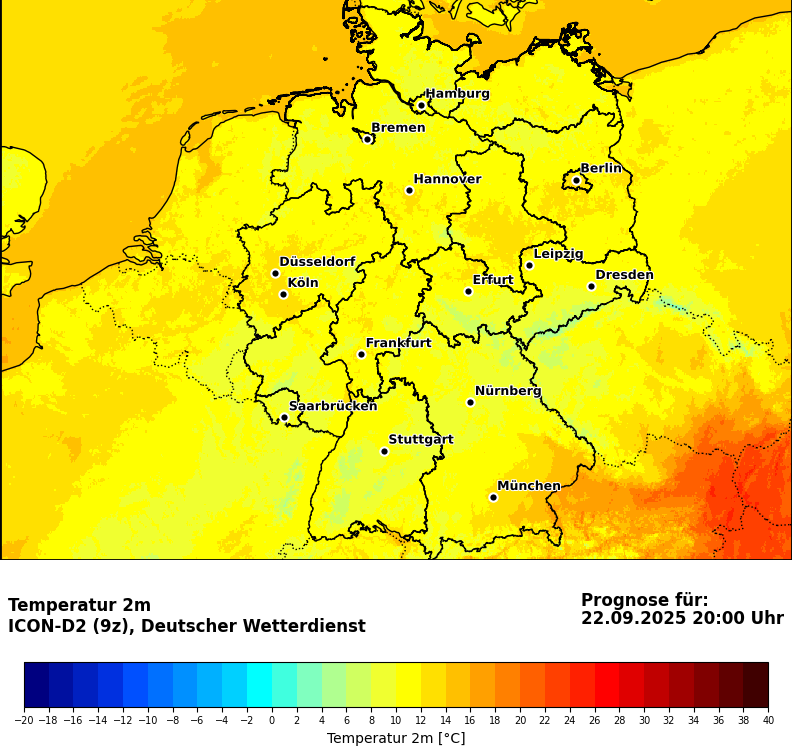 Hamburg
Bremen
Berlin
Hannover
Leipzig
Düsseldorf
Dresden
Köln
Erfurt
Frankfurt
Nürnberg
Saarbrücken
Stuttgart
München
Temperatur 2m
ICON-D2 (9z), Deutscher Wetterdienst
Prognose für:
22.09.2025 20:00 Uhr
−20 −18 −16 −14 −12 −10 −8 −6 −4 −2 0 2 4 6 8 10 12 14 16 18 20 22 24 26 28 30 32 34 36 38 40
Temperatur 2m [°C]